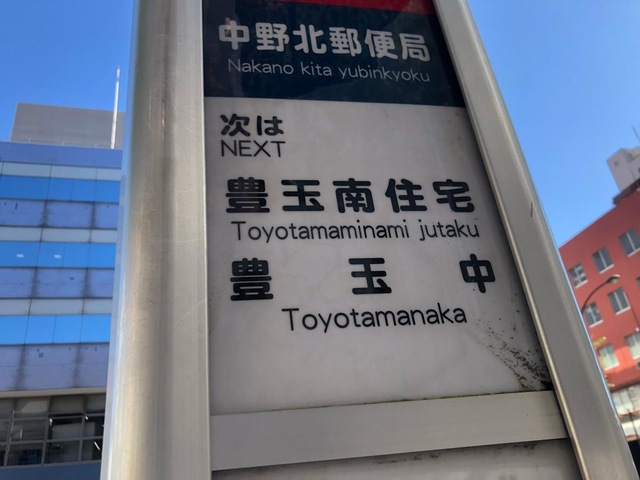 中野北郵便局
Nakano kita yubinkyoku
次は
NEXT
豊玉南住宅
Toyotamaminami jutaku
豊玉中
Toyotamanaka